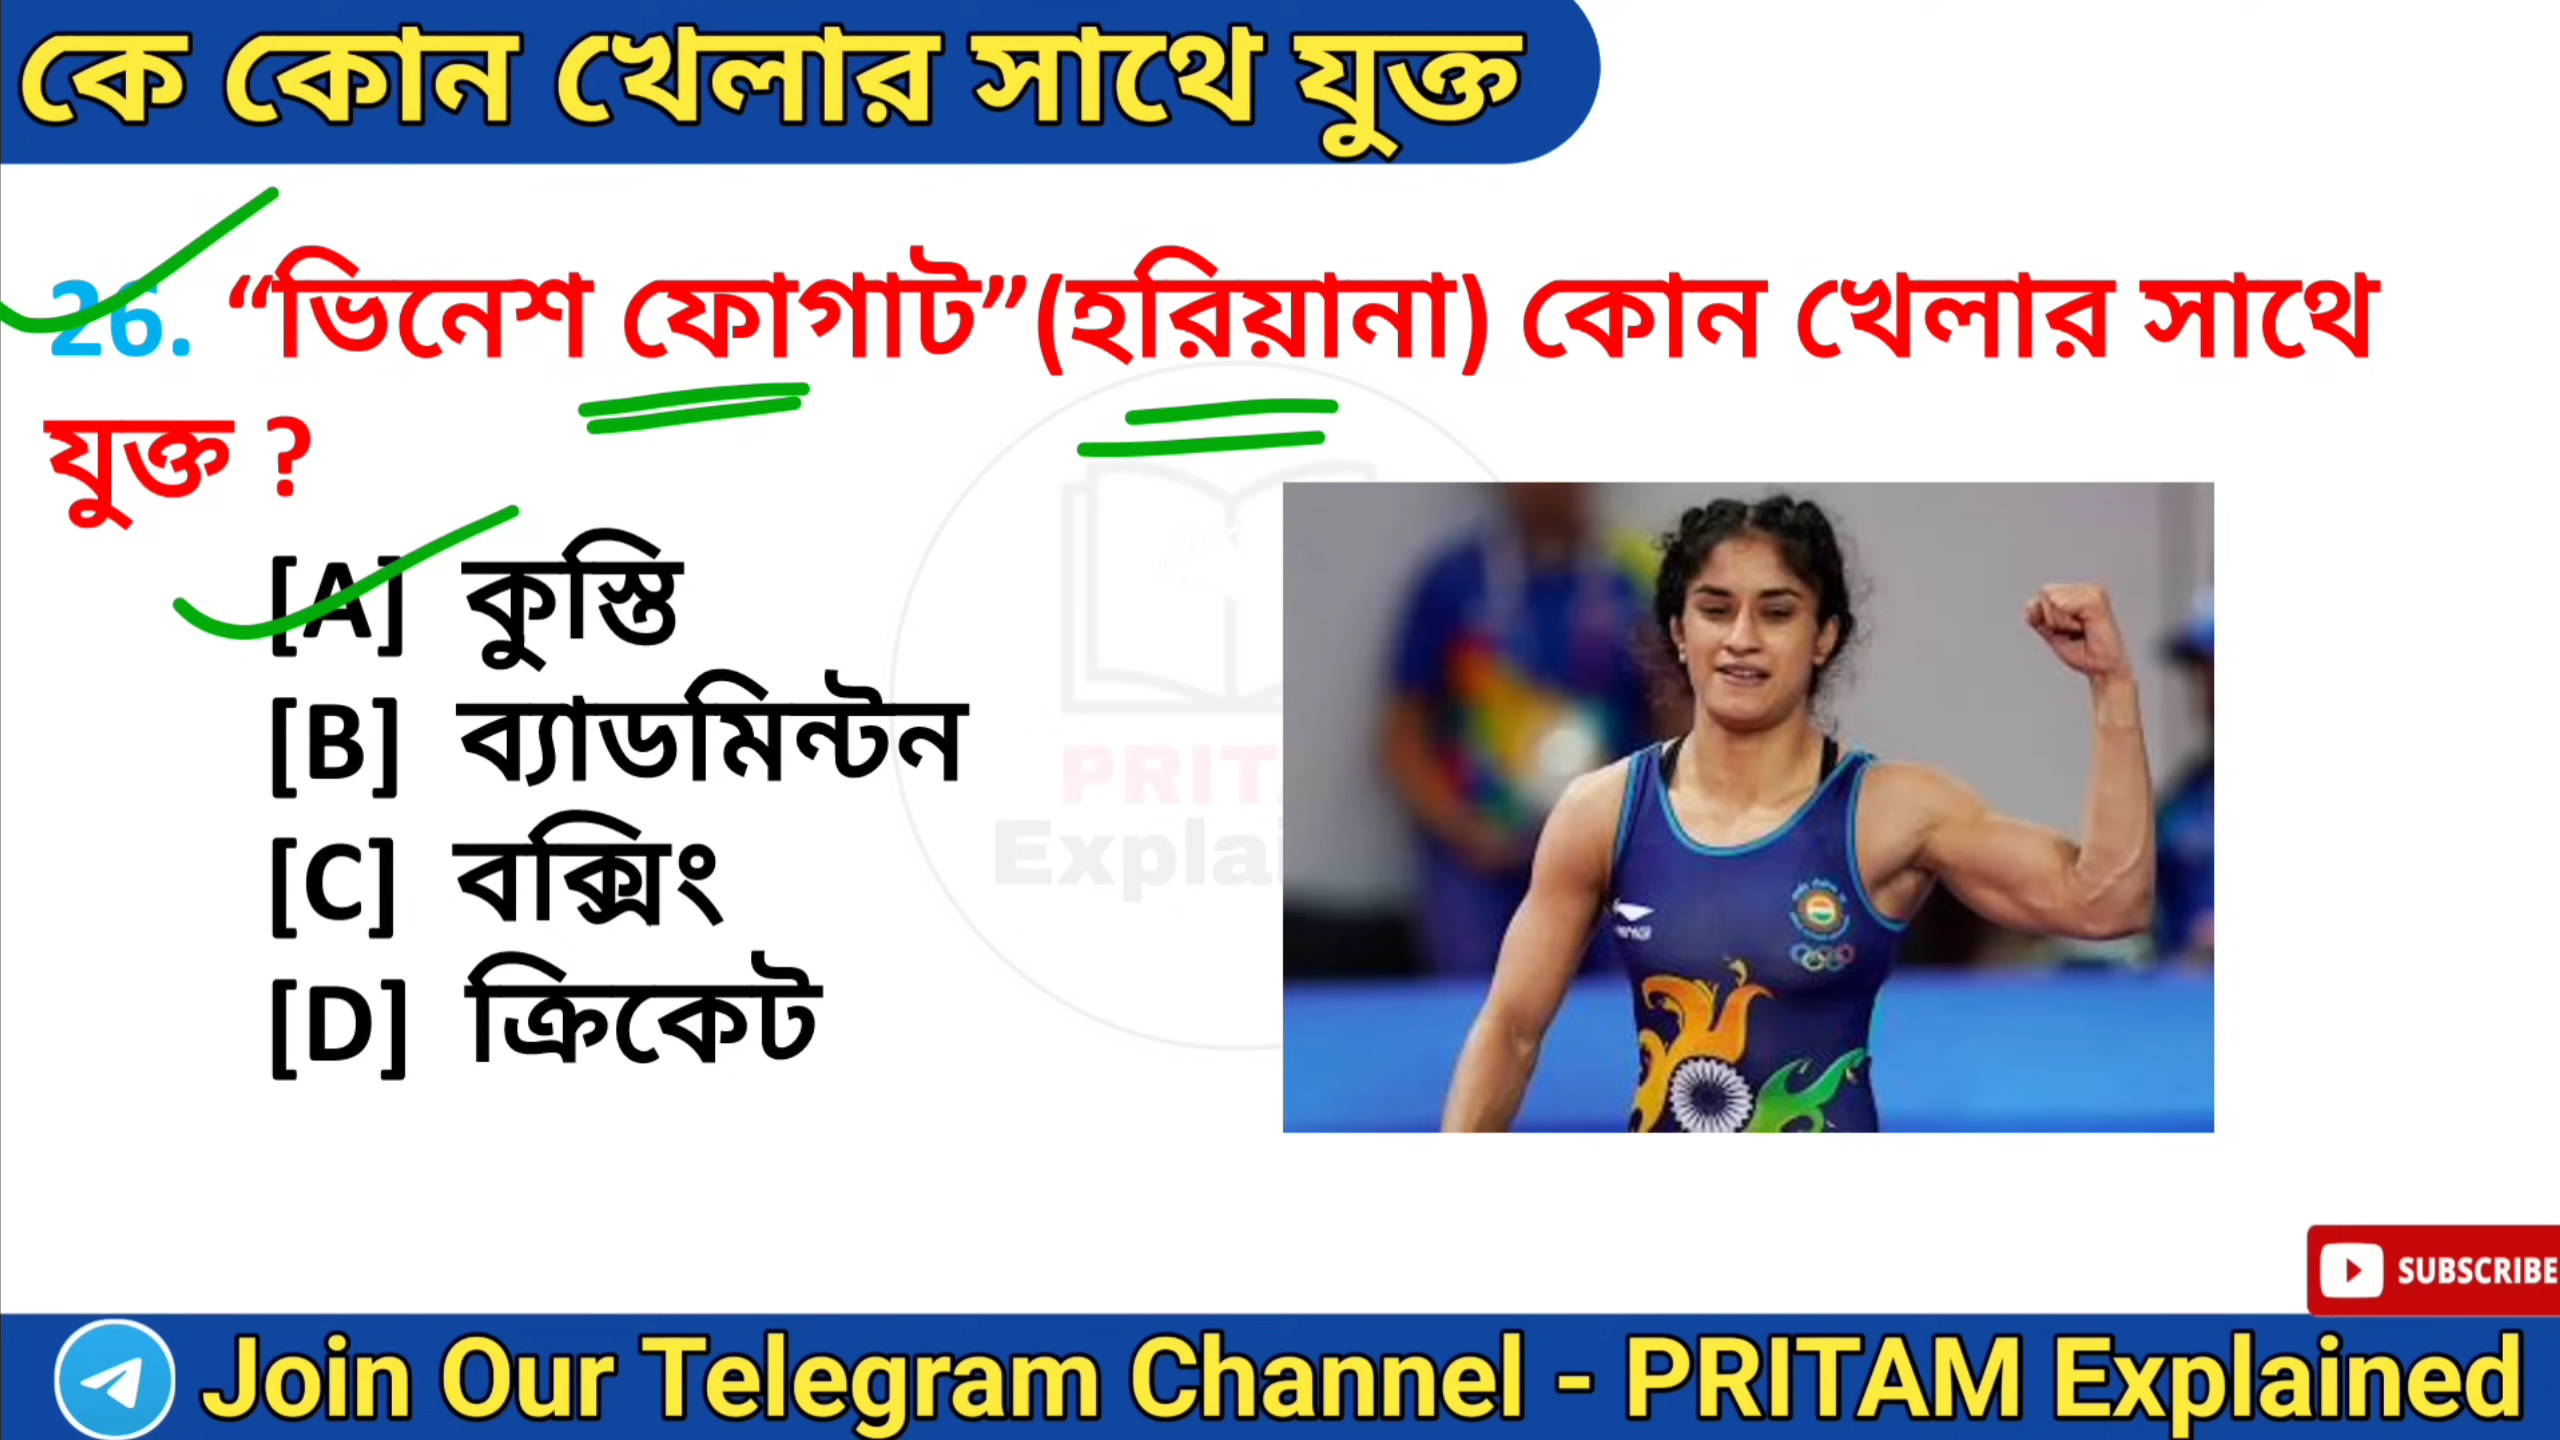 কে কোন খেলার সাথে যুক্ত
26. “ভিনেশ ফোগাট”(হরিয়ানা) কোন খেলার সাথে
যুক্ত ?
[A] কুস্তি
[B] ব্যাডমিন্টন
[C] বক্সিং
[D] ক্রিকেট
SUBSCRIBE
Join Our Telegram Channel - PRITAM Explained